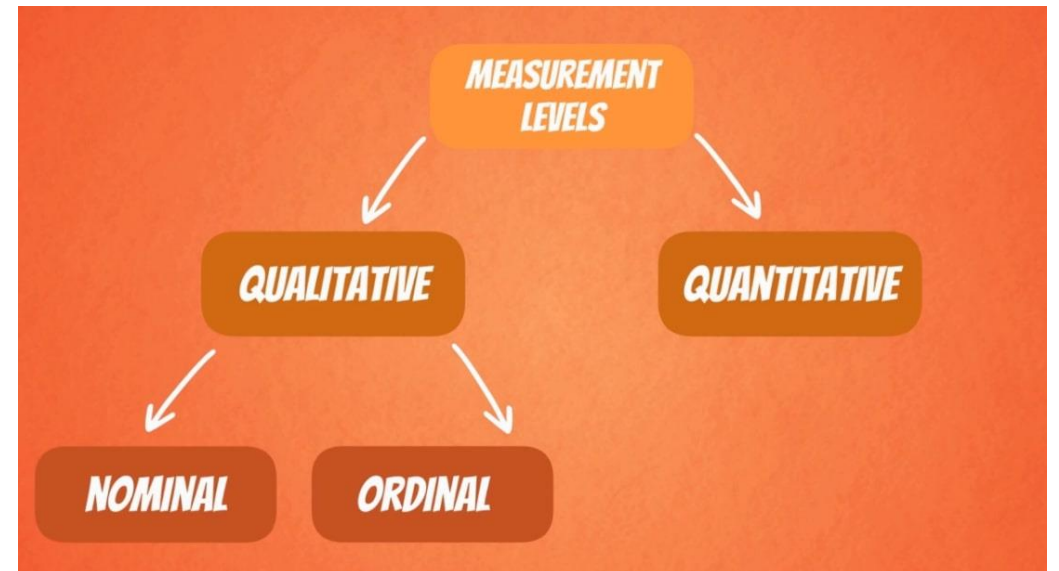 MEASUREMENT
LEVELS
QUALITATIVE
QUANTITATIVE
NOMINAL
ORDINAL